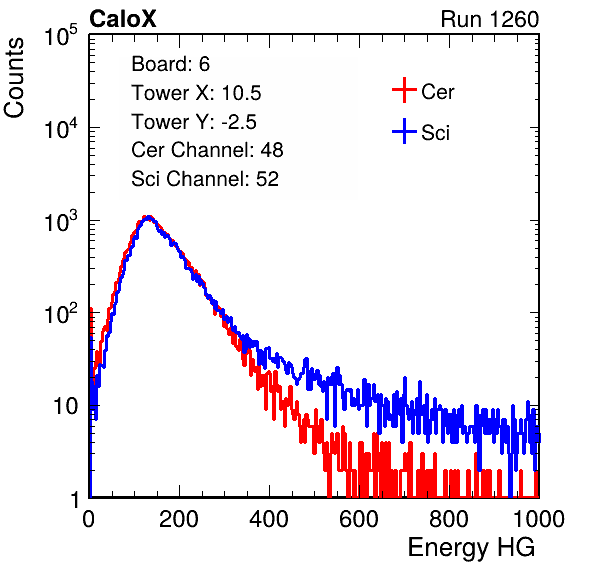 CaloX Run 1260
Counts
10^5
10^4
10^3
10^2
10
1
Board: 6
Tower X: 10.5
Tower Y: -2.5
Cer Channel: 48
Sci Channel: 52
Cer
Sci
0 200 400 600 800 1000
Energy HG